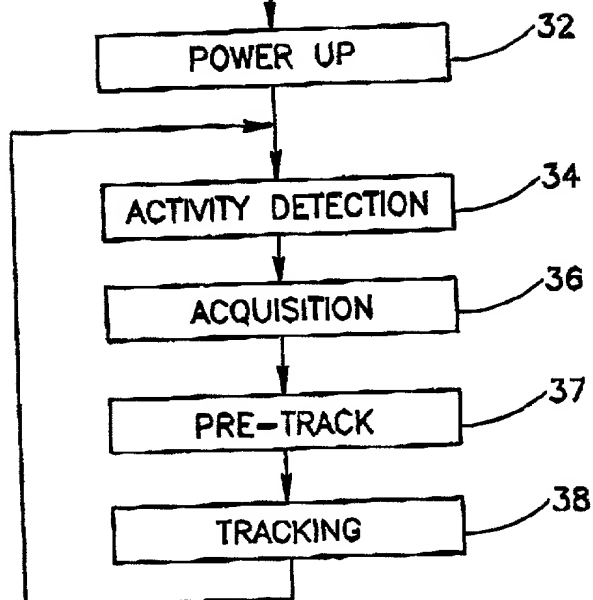 POWER UP 32
ACTIVITY DETECTION 34
ACQUISITION 36
PRE-TRACK 37
TRACKING 38